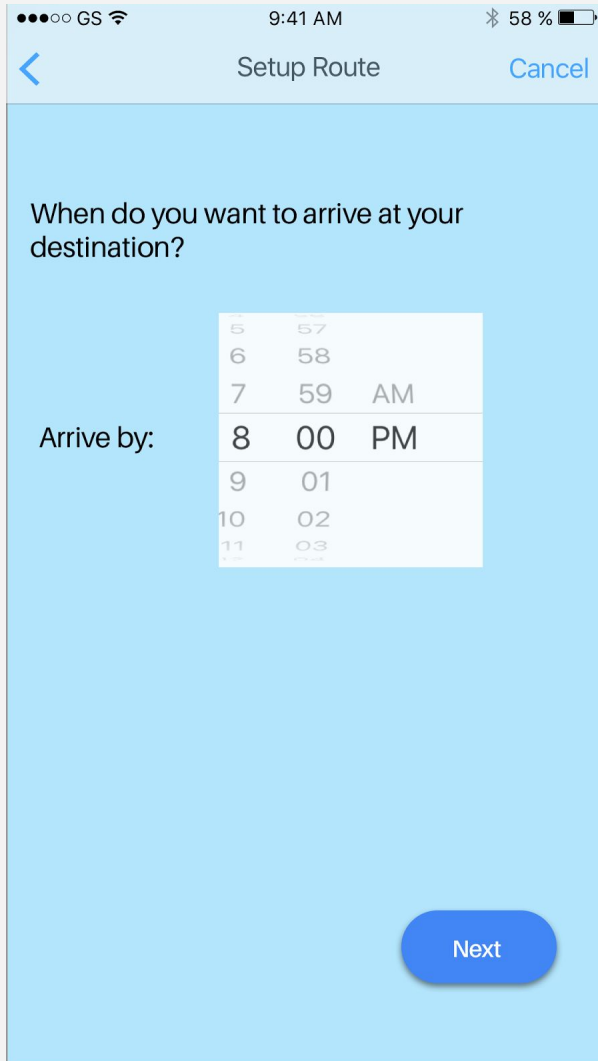 GS 9:41 AM 58 %
Setup Route Cancel
When do you want to arrive at your
destination?
5 57
6 58
7 59 AM
Arrive by: 8 00 PM
9 01
10 02
11 03
Next